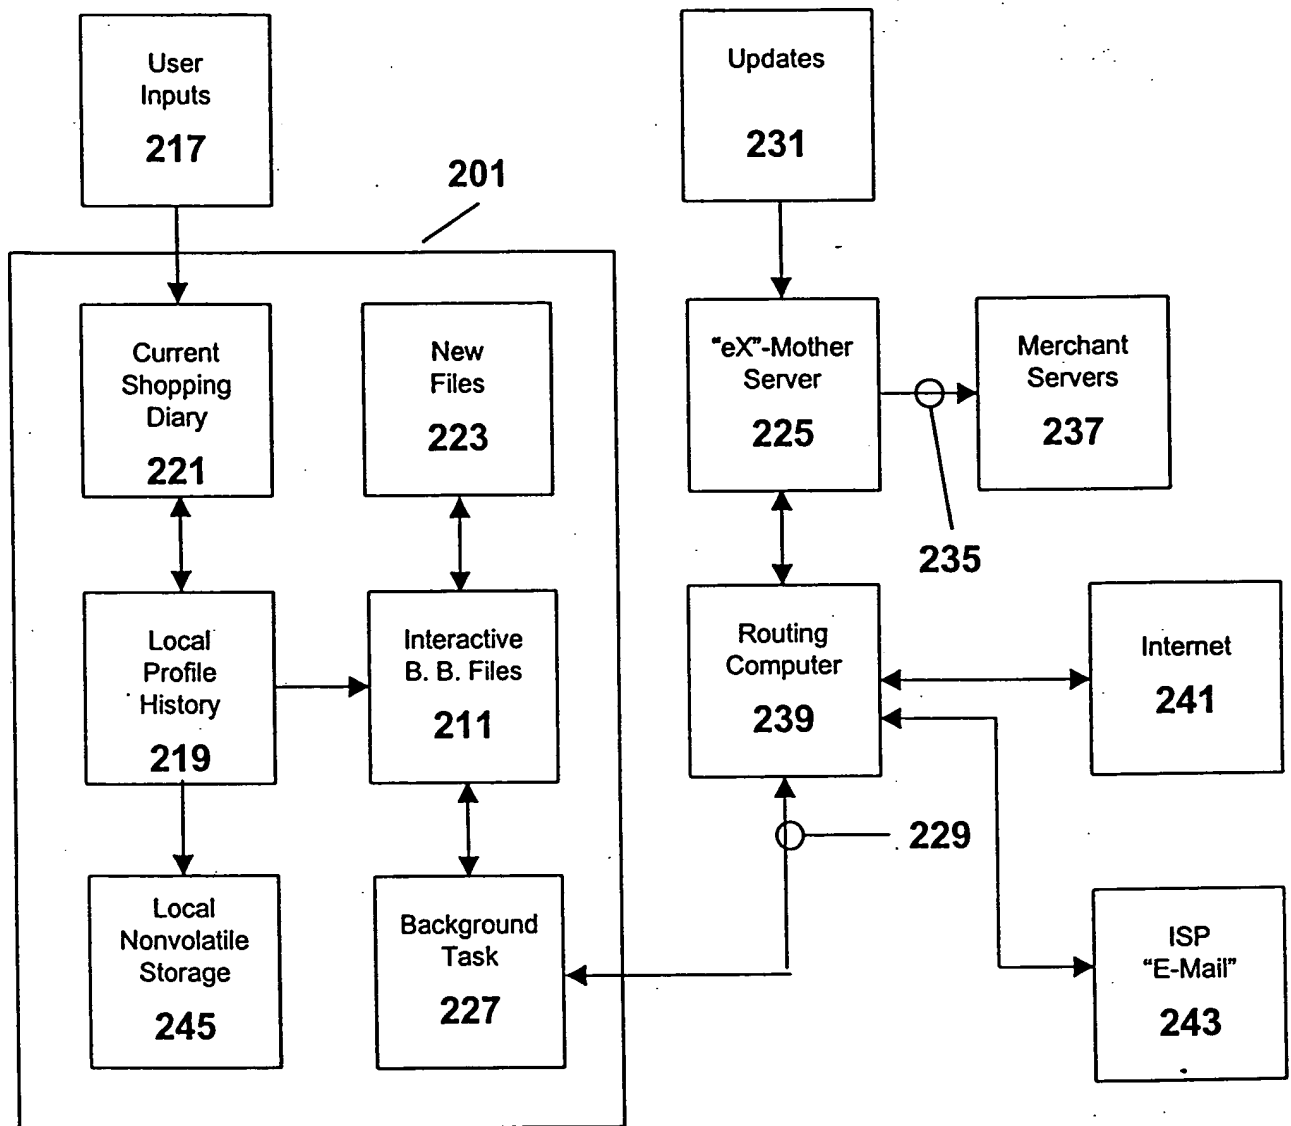 User
Inputs
217
Updates
231
201
Current
Shopping
Diary
221
New
Files
223
"eX"-Mother
Server
225
Merchant
Servers
237
235
Local
Profile
History
219
Interactive
B. B. Files
211
Routing
Computer
239
Internet
241
229
Local
Nonvolatile
Storage
245
Background
Task
227
ISP
"E-Mail"
243